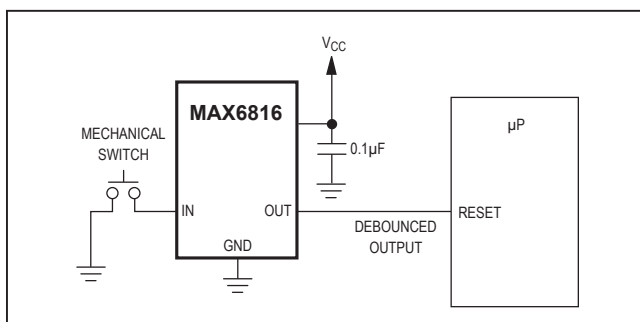 VCC
MAX6816
µP
MECHANICAL
SWITCH
0.1µF
IN
OUT
RESET
DEBOUNCED
OUTPUT
GND